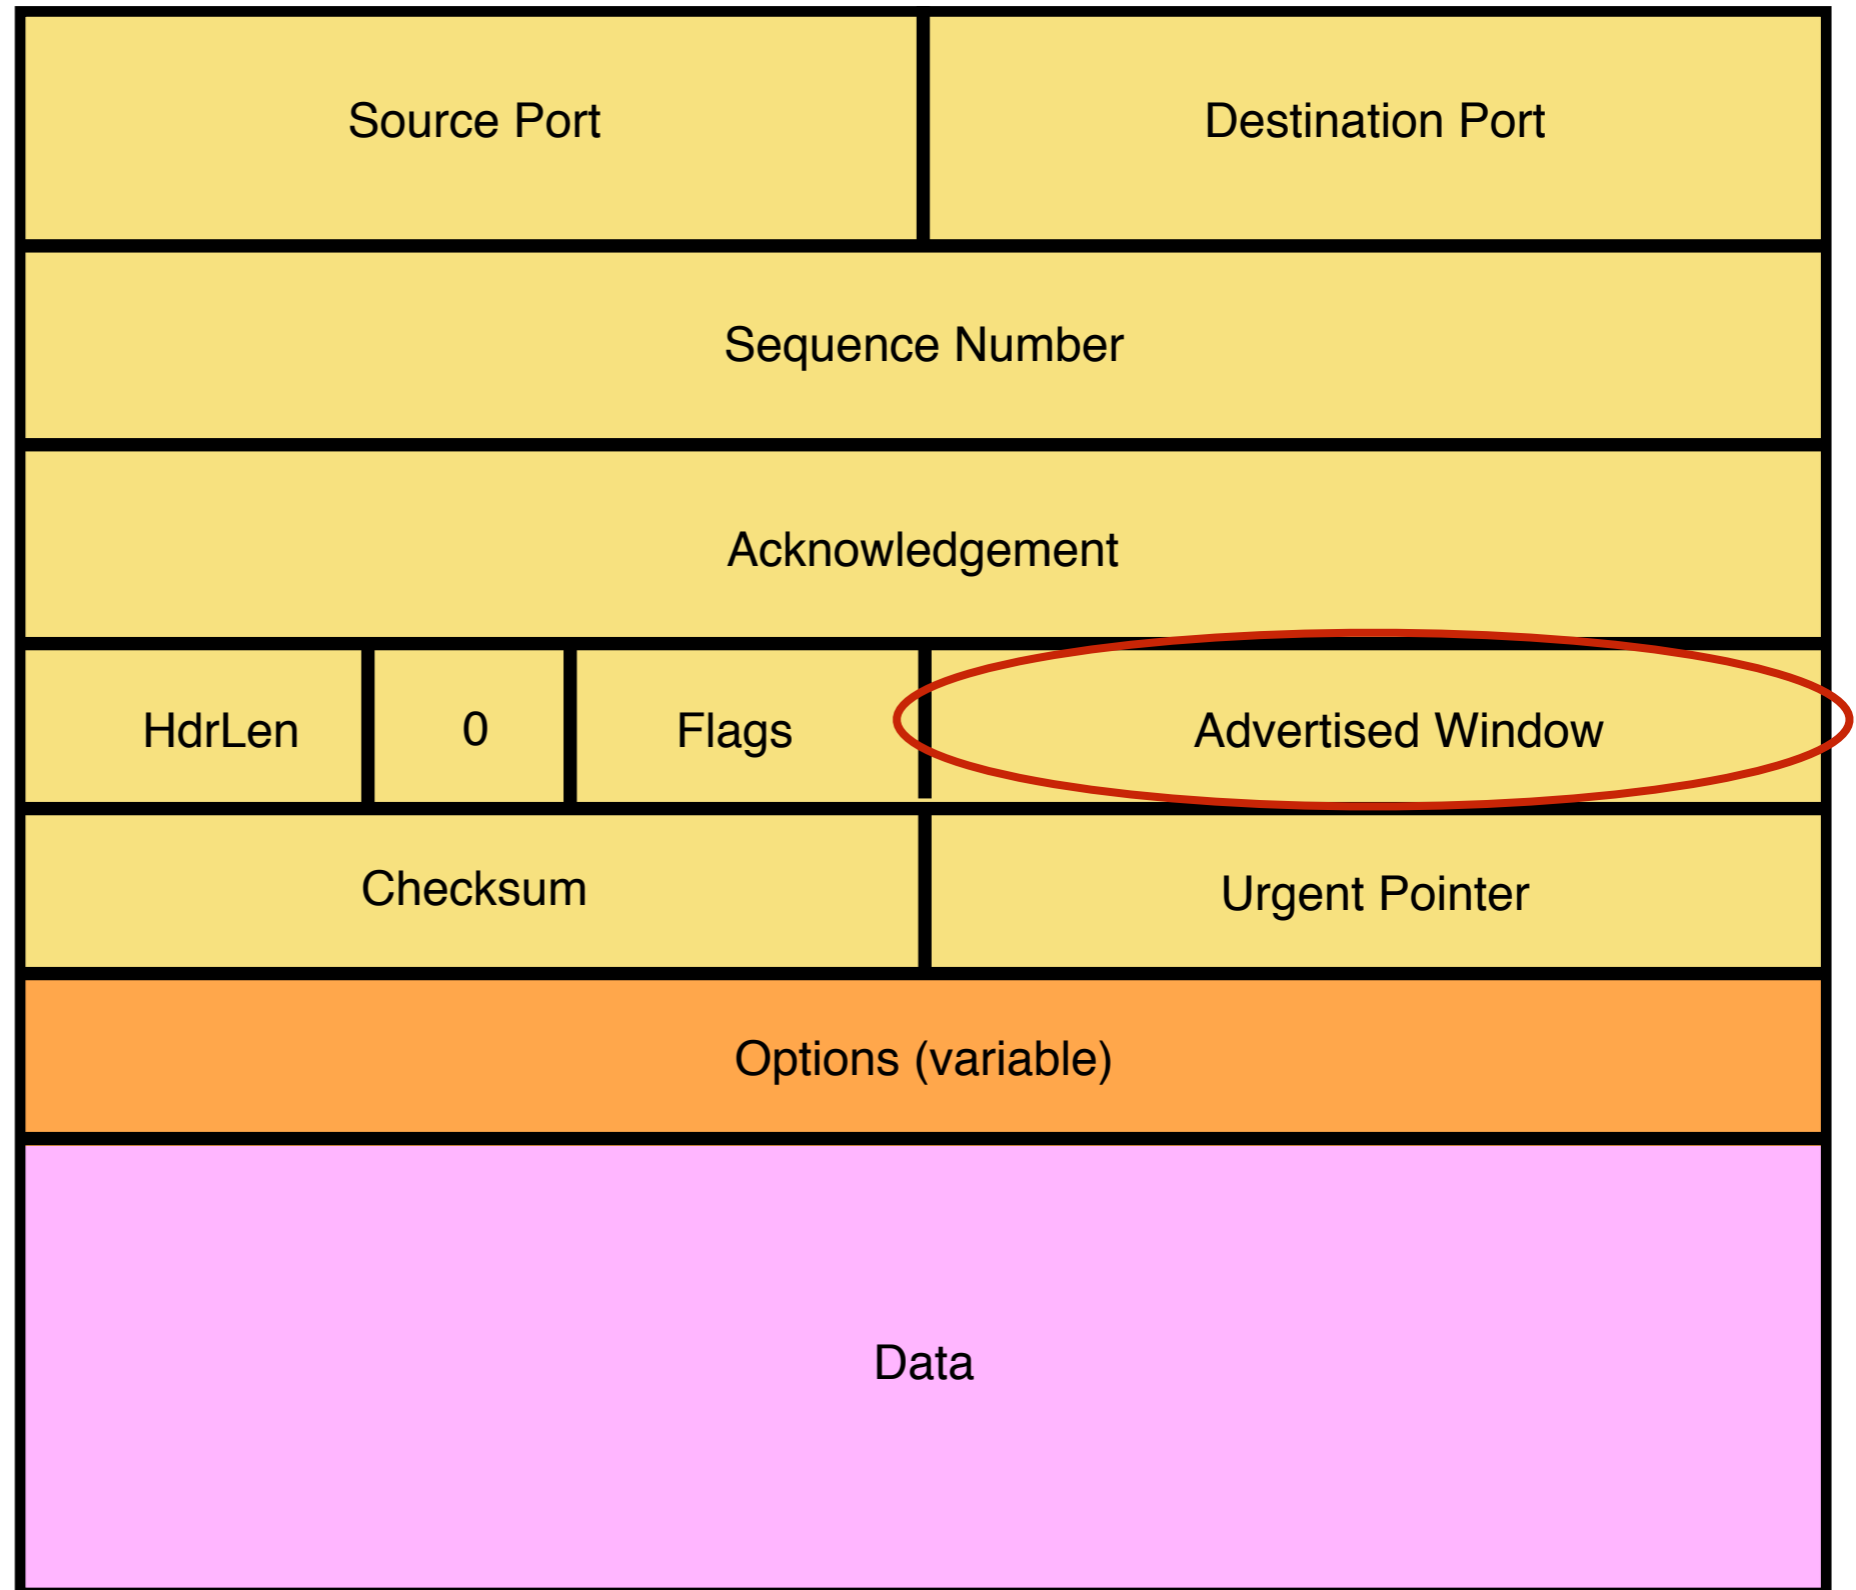 Source Port
Destination Port
Sequence Number
Acknowledgement
HdrLen
0
Flags
Advertised Window
Checksum
Urgent Pointer
Options (variable)
Data